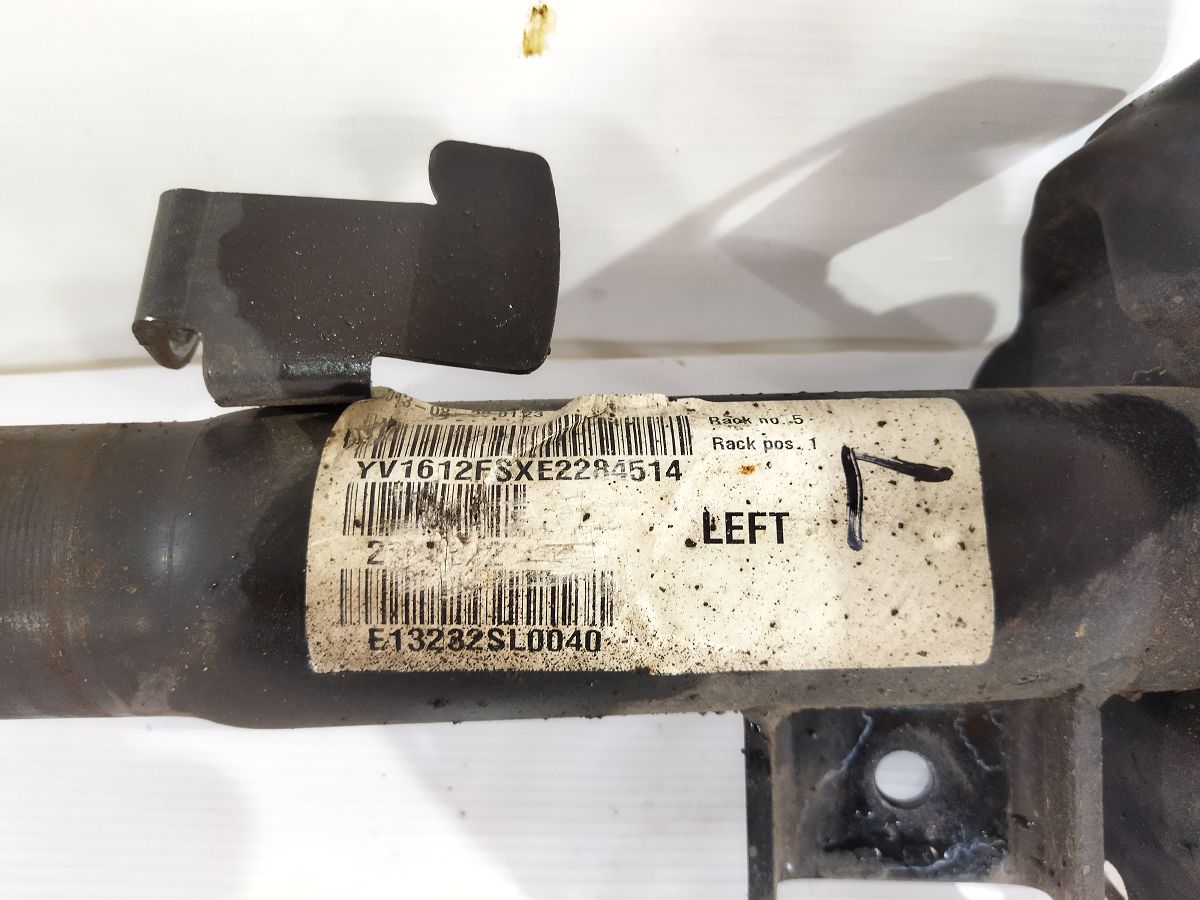 Rack no. 5
Rack pos. 1
YV1612FSXE2284514
LEFT
Г
E13232SL0040